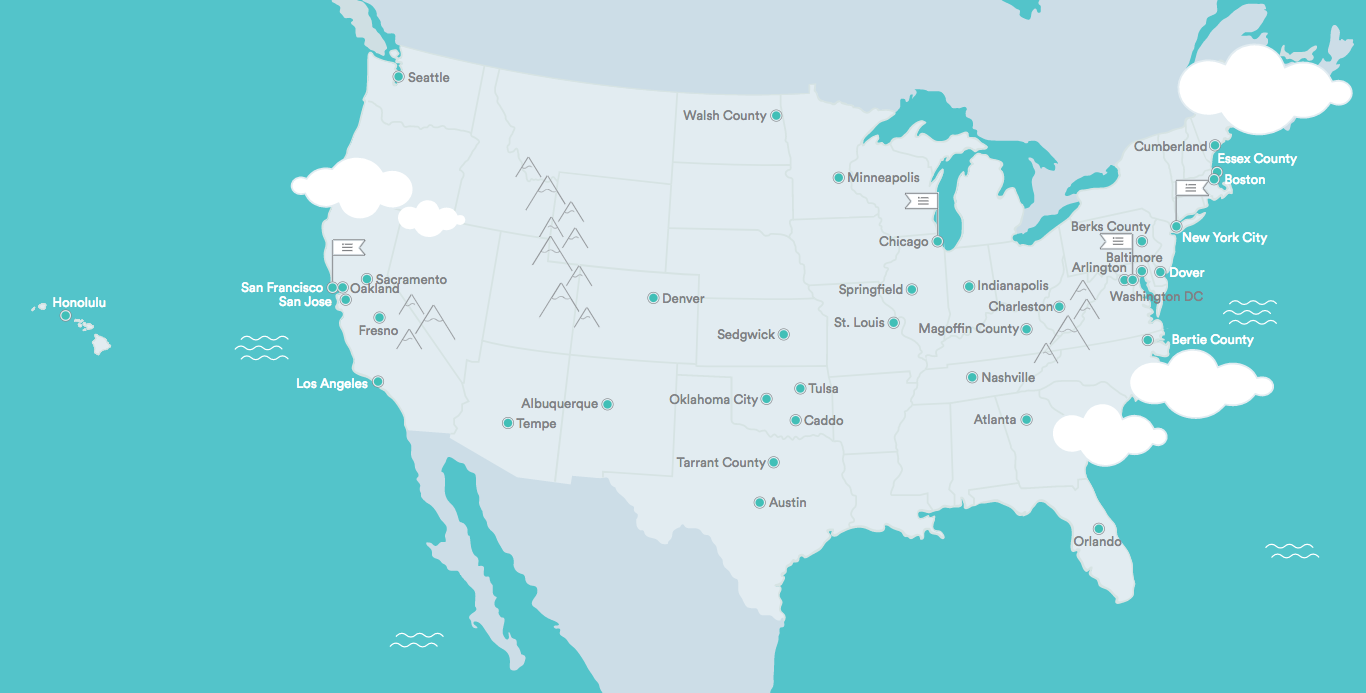 Seattle
Walsh County
Cumberland
Essex County
Minneapolis
Boston
Berks County
New York City
Chicago
Baltimore
Arlington
Dover
Sacramento
San Francisco
Oakland
Indianapolis
Springfield
Washington DC
Honolulu
San Jose
Denver
Charleston
St. Louis
Magoffin County
Fresno
Sedgwick
Bertie County
Nashville
Los Angeles
Tulsa
Oklahoma City
Albuquerque
Caddo
Atlanta
Tempe
Tarrant County
Austin
Orlando